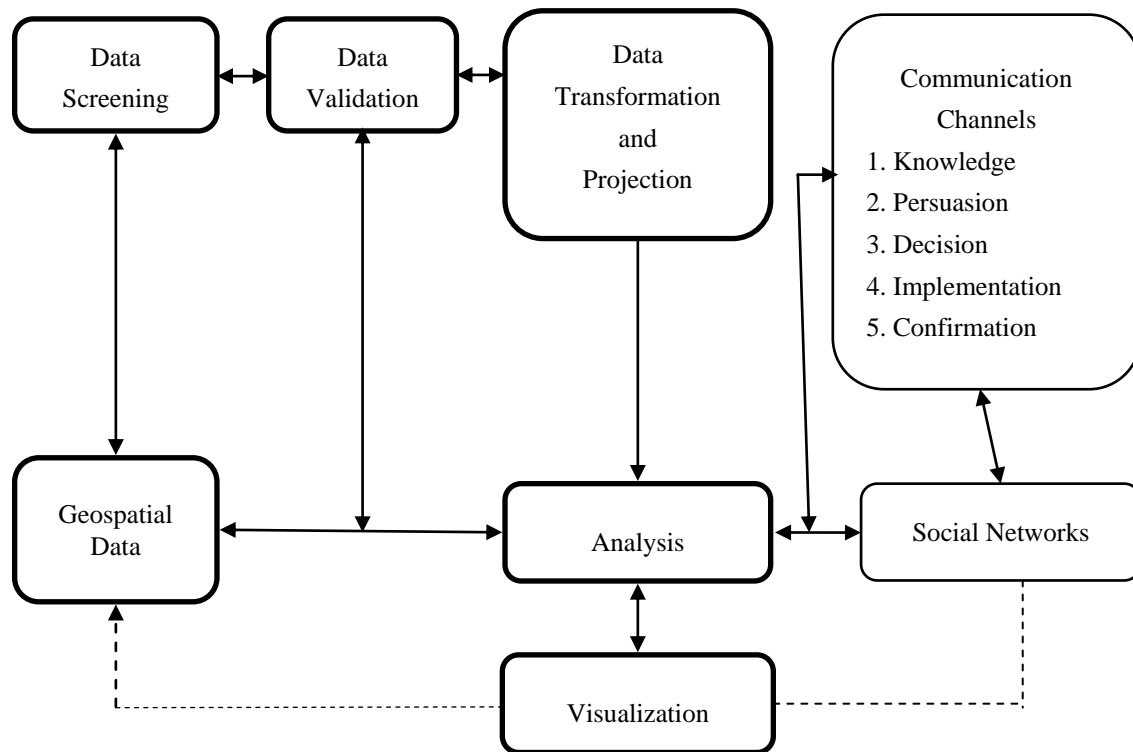 Data
Screening
Data
Validation
Data
Transformation
and
Projection
Communication
Channels
1. Knowledge
2. Persuasion
3. Decision
4. Implementation
5. Confirmation
Geospatial
Data
Analysis
Social Networks
Visualization